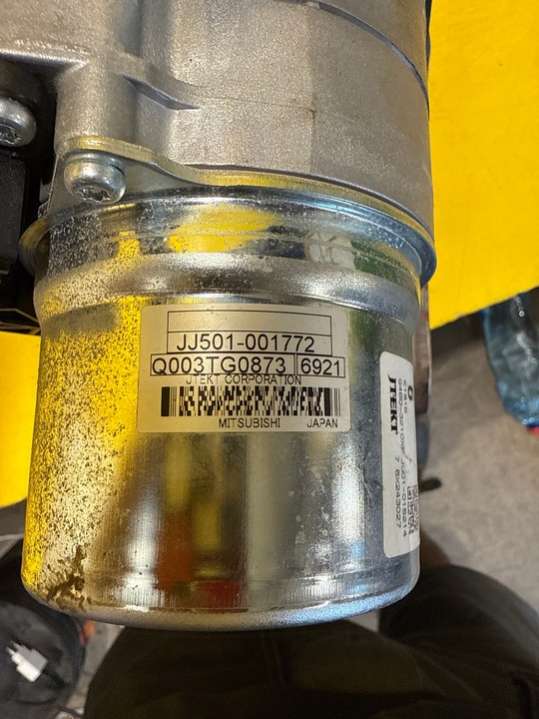 JJ501-001772
Q003TG0873 6921
JTEKT CORPORATION
MITSUBISHI JAPAN
JTEKT